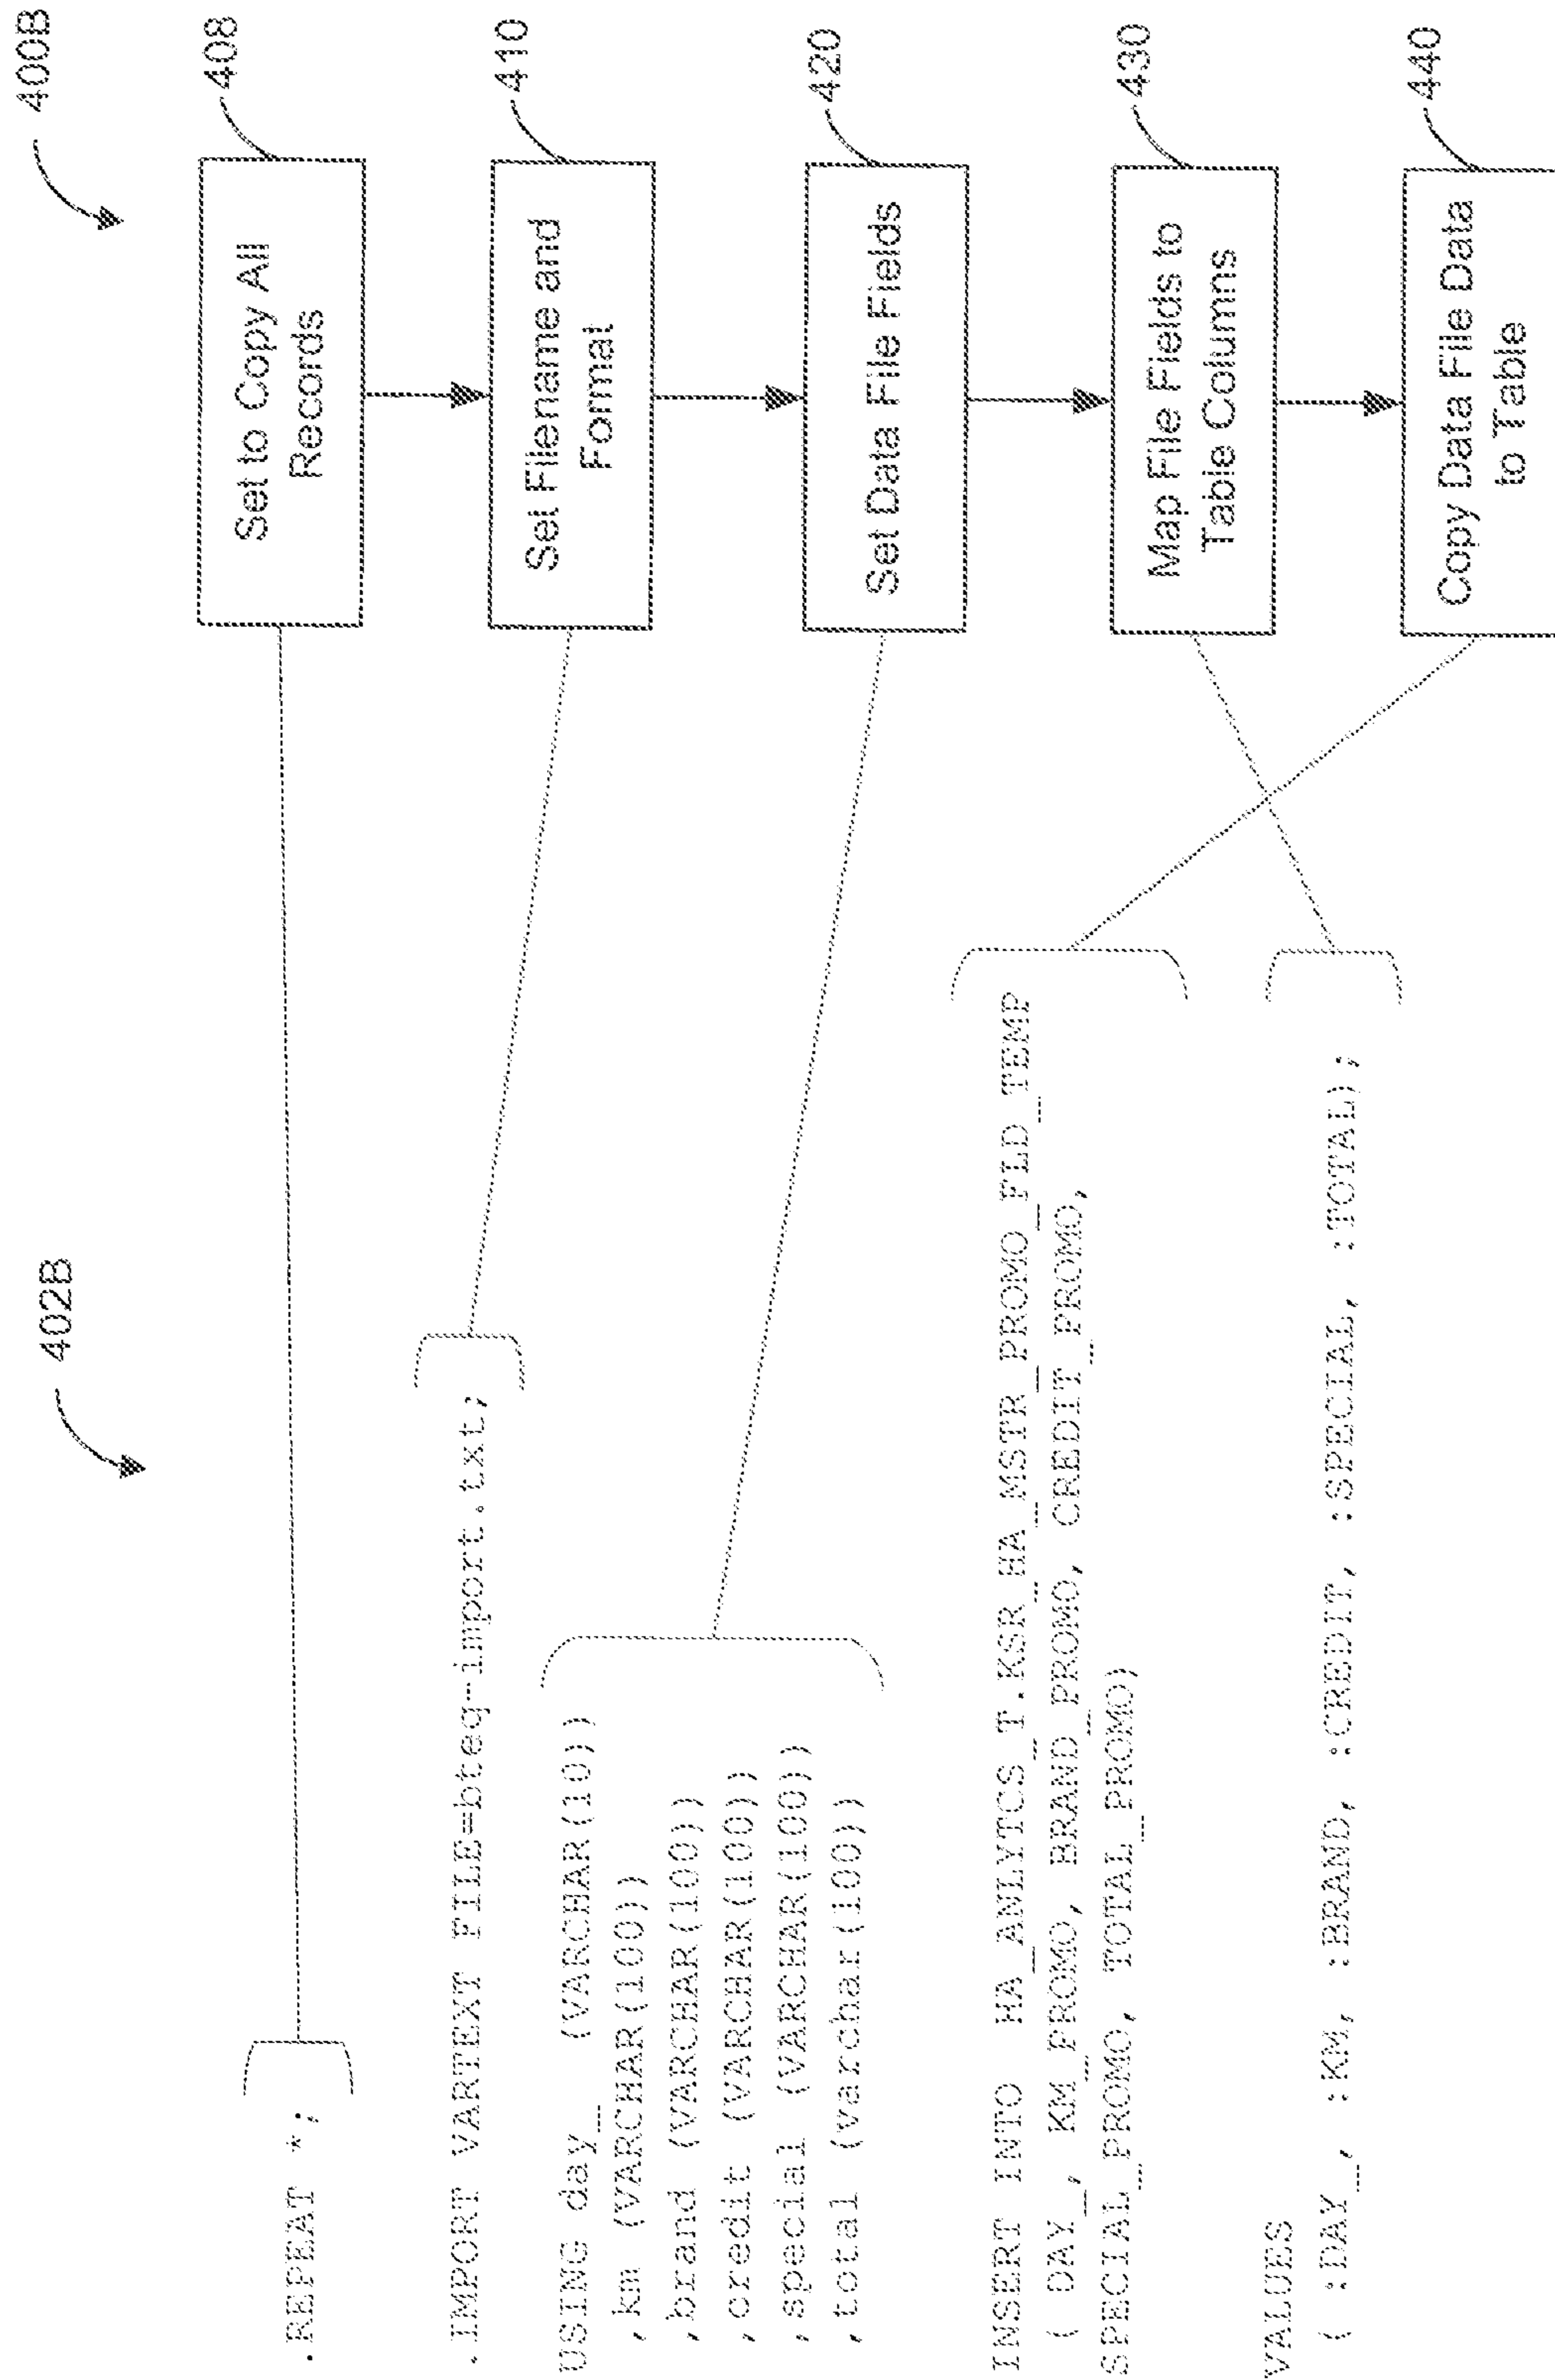 402B
400B
.REPEAT *;
.IMPORT VARTEXT FILE=bteq-import.txt;
USING day_ (VARCHAR(10))
,km (VARCHAR(100))
,brand (VARCHAR(100))
,credit (VARCHAR(100))
,special (VARCHAR(100))
,total (varchar(100))
INSERT INTO HA_ANLYTCS_T.KSR_HA_MSTR_PROMO_FLD_TEMP
( DAY_, KM_PROMO, BRAND_PROMO, CREDIT_PROMO,
SPECIAL_PROMO, TOTAL_PROMO)
VALUES
( :DAY_, :KM, :BRAND, :CREDIT, :SPECIAL, :TOTAL);
Set to Copy All
Records
408
Set Filename and
Format
410
Set Data File Fields
420
Map File Fields to
Table Columns
430
Copy Data File Data
to Table
440